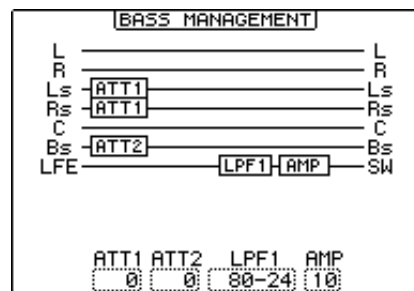 BASS MANAGEMENT
L L
R R
Ls ATT1 Ls
Rs ATT1 Rs
C C
Bs ATT2 Bs
LFE LPF1 AMP SW
ATT1 ATT2 LPF1 AMP
0 0 80-24 10